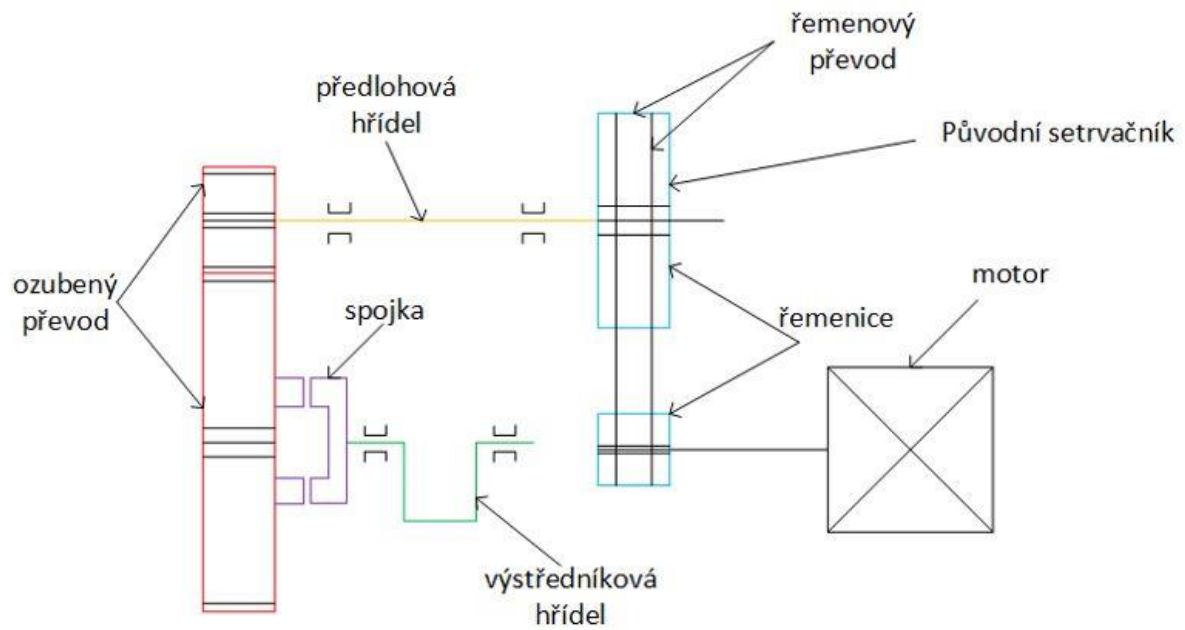 řemenový
převod
předlohová
hřídel
Původní setrvačník
ozubený
převod
spojka
motor
řemenice
výstředníková
hřídel